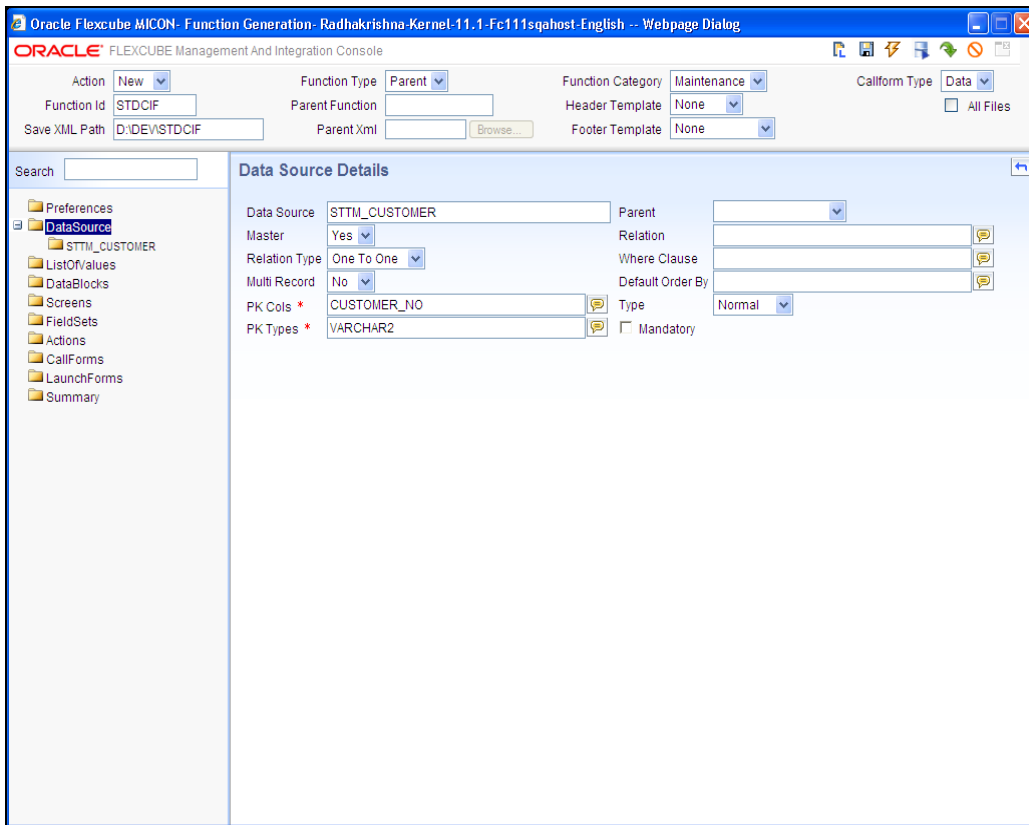 Oracle Flexcube MICON- Function Generation- Radhakrishna-Kernel-11.1-Fc111sqahost-English -- Webpage Dialog
ORACLE FLEXCUBE Management And Integration Console
Action New Function Type Parent Function Category Maintenance Callform Type Data
Function Id STDCIF Parent Function Header Template None All Files
Save XML Path D:\DEV\STDCIF Parent Xml Browse... Footer Template None
Search
Data Source Details
Preferences
DataSource
STTM_CUSTOMER
ListOfValues
DataBlocks
Screens
FieldSets
Actions
CallForms
LaunchForms
Summary
Data Source STTM_CUSTOMER Parent
Master Yes Relation
Relation Type One To One Where Clause
Multi Record No Default Order By
PK Cols * CUSTOMER_NO Type Normal
PK Types * VARCHAR2 Mandatory